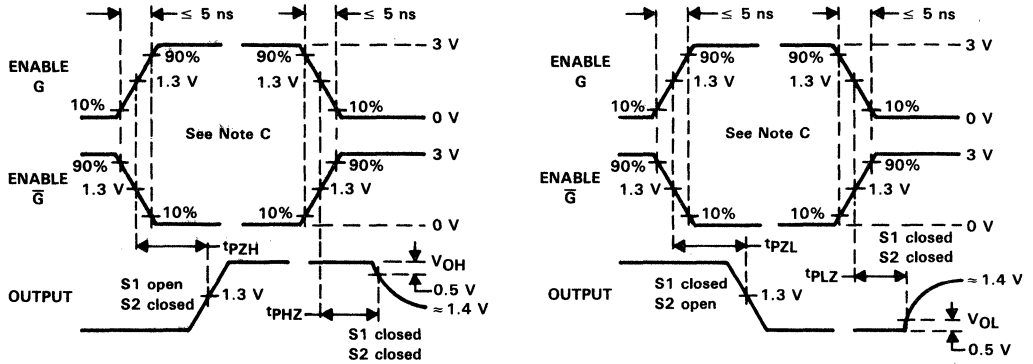 ≤ 5 ns
≤ 5 ns
ENABLE
G
90%
1.3 V
10%
90%
1.3 V
10%
3 V
0 V
See Note C
ENABLE
G̅
90%
1.3 V
10%
10%
90%
1.3 V
3 V
0 V
tPZH
OUTPUT
S1 open
S2 closed
1.3 V
tPHZ
VOH
0.5 V
≈ 1.4 V
S1 closed
S2 closed
≤ 5 ns
≤ 5 ns
ENABLE
G
90%
1.3 V
10%
90%
1.3 V
10%
3 V
0 V
See Note C
ENABLE
G̅
90%
1.3 V
10%
10%
90%
1.3 V
3 V
0 V
tPZL
S1 closed
S2 closed
OUTPUT
S1 closed
S2 open
1.3 V
tPLZ
≈ 1.4 V
VOL
0.5 V